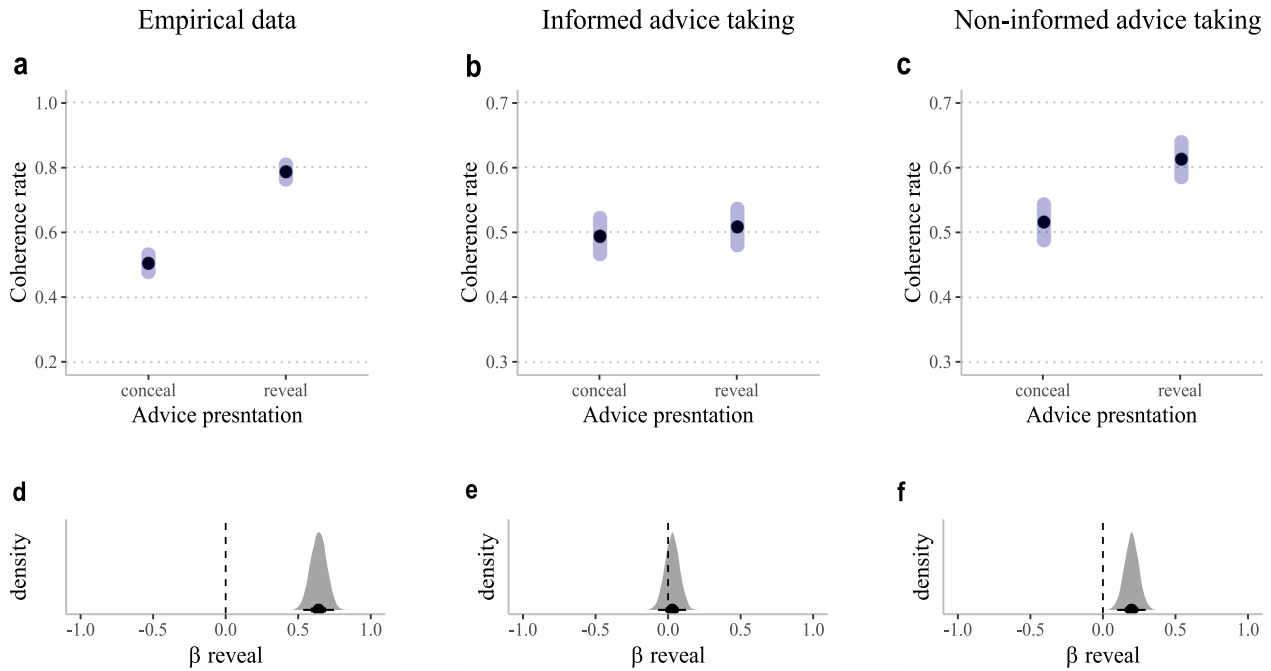 Empirical data
Informed advice taking
Non-informed advice taking
a
1.0
0.8
0.6
0.4
0.2
Coherence rate
conceal
reveal
Advice presntation
b
0.7
0.6
0.5
0.4
0.3
Coherence rate
conceal
reveal
Advice presntation
c
0.7
0.6
0.5
0.4
0.3
Coherence rate
conceal
reveal
Advice presntation
d
density
-1.0 -0.5 0.0 0.5 1.0
β reveal
e
density
-1.0 -0.5 0.0 0.5 1.0
β reveal
f
density
-1.0 -0.5 0.0 0.5 1.0
β reveal